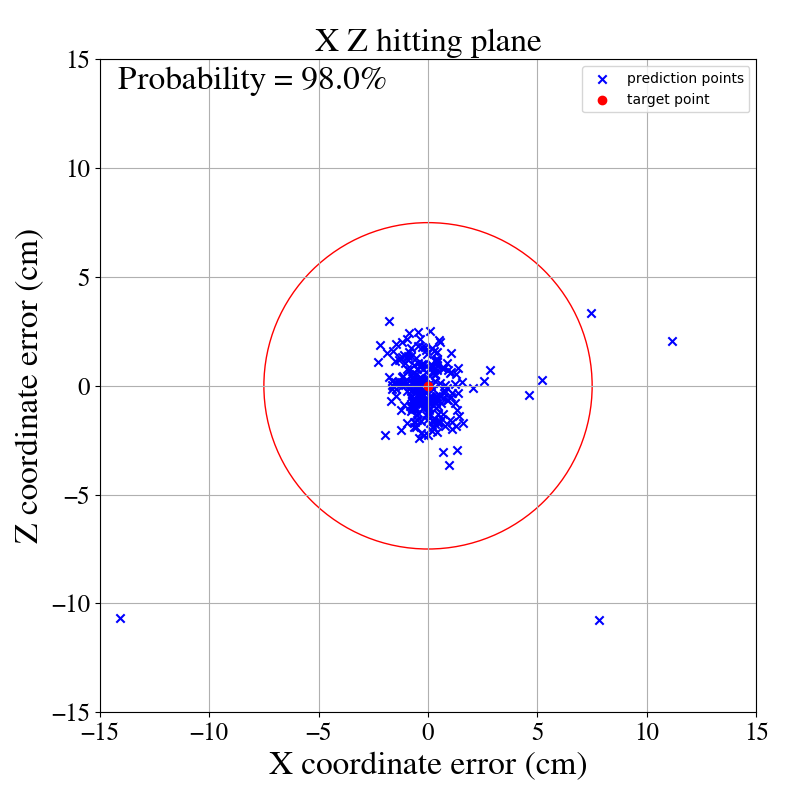 X Z hitting plane
Probability = 98.0%
prediction points
target point
15
10
5
0
−5
−10
−15
Z coordinate error (cm)
−15
−10
−5
0
5
10
15
X coordinate error (cm)